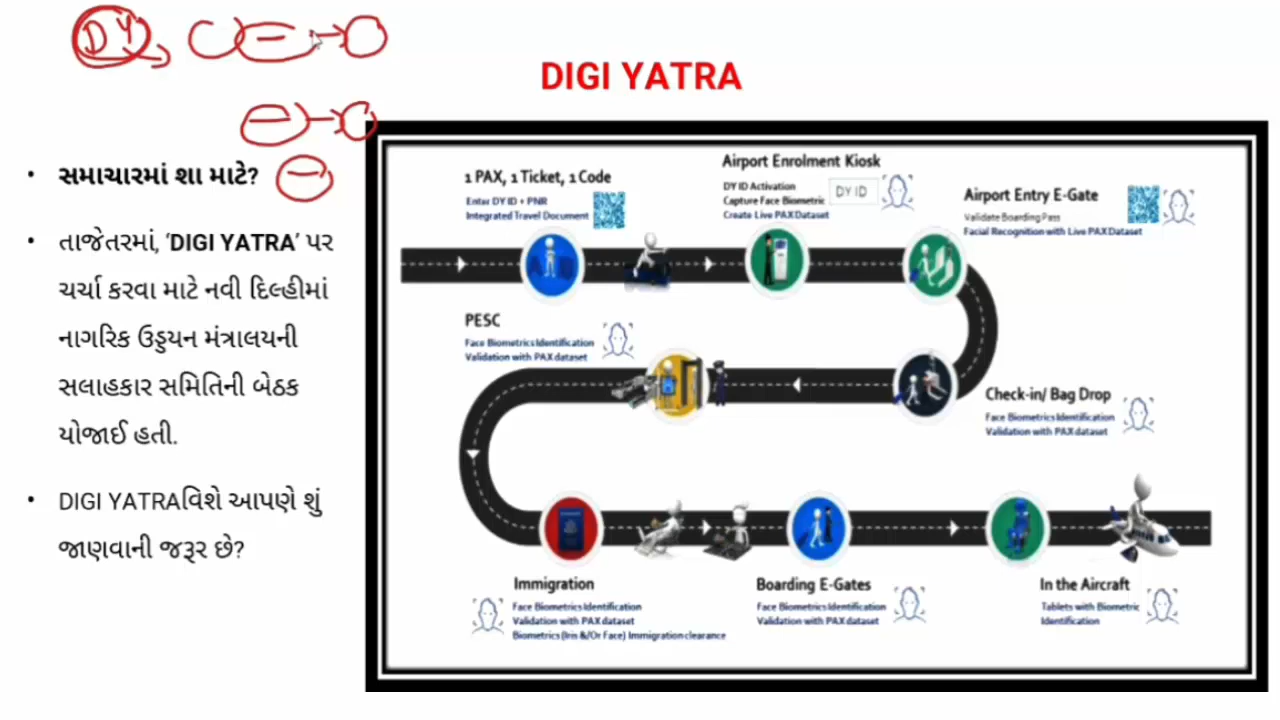 DY
DIGI YATRA
સમાચારમાં શા માટે?
તાજેતરમાં, ‘DIGI YATRA’ પર
ચર્ચા કરવા માટે નવી દિલ્હીમાં
નાગરિક ઉડ્ડયન મંત્રાલયની
સલાહકાર સમિતિની બેઠક
યોજાઈ હતી.
DIGI YATRAવિશે આપણે શું
જાણવાની જરૂર છે?
1 PAX, 1 Ticket, 1 Code
Enter DY ID + PNR
Integrated Travel Document
Airport Enrolment Kiosk
DY ID Activation
Capture Face Biometric
Create Live PAX Dataset
DY ID
Airport Entry E-Gate
Validate Boarding Pass
Facial Recognition with Live PAX Dataset
PESC
Face Biometrics Identification
Validation with PAX dataset
Check-in/ Bag Drop
Face Biometrics Identification
Validation with PAX dataset
Immigration
Face Biometrics Identification
Validation with PAX dataset
Biometrics (Iris &/Or Face) Immigration clearance
Boarding E-Gates
Face Biometrics Identification
Validation with PAX dataset
In the Aircraft
Tablets with Biometric
Identification